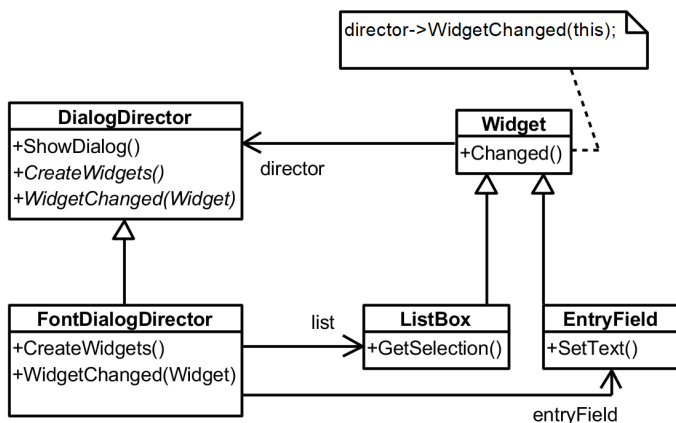 director->WidgetChanged(this);
DialogDirector
+ShowDialog()
+CreateWidgets()
+WidgetChanged(Widget)
director
Widget
+Changed()
FontDialogDirector
+CreateWidgets()
+WidgetChanged(Widget)
list
ListBox
+GetSelection()
EntryField
+SetText()
entryField